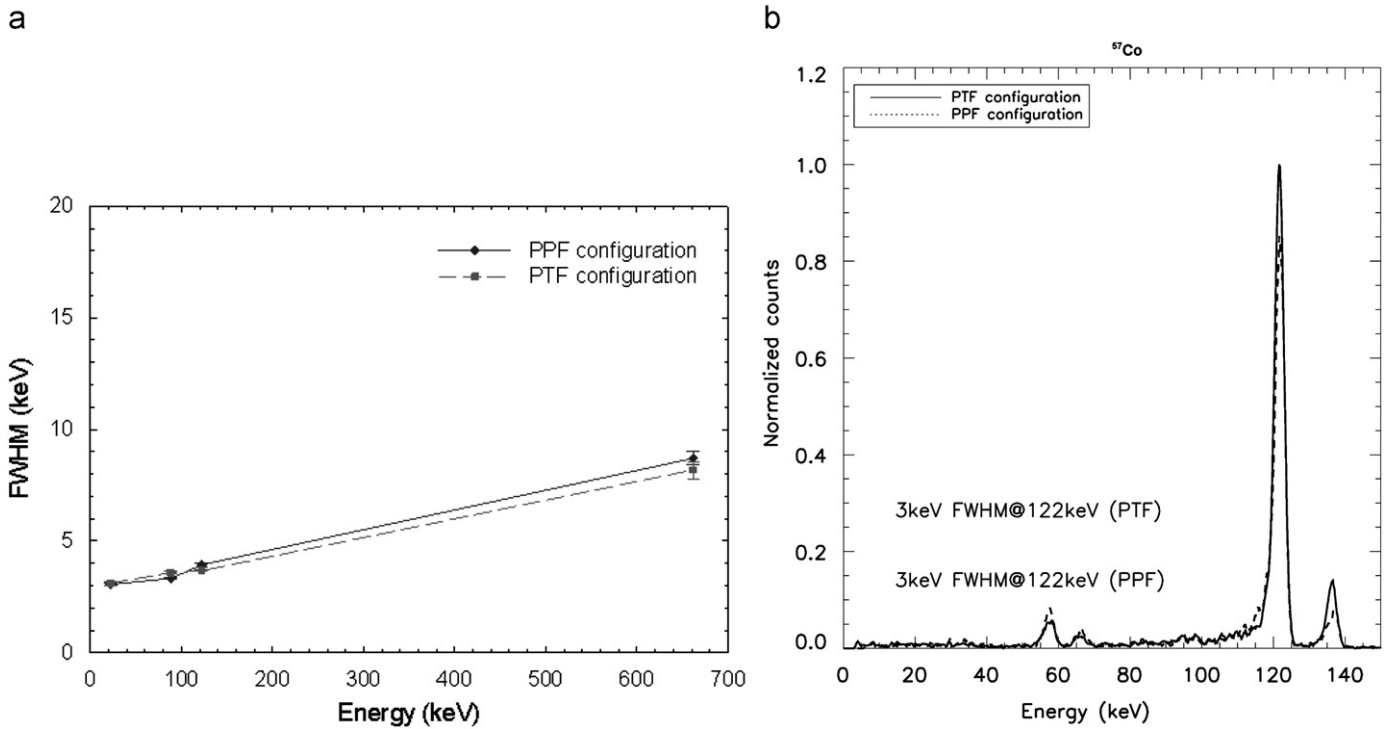 a
20
15
10
5
0
FWHM (keV)
PPF configuration
PTF configuration
0 100 200 300 400 500 600 700
Energy (keV)
b
⁵⁷Co
1.2
1.0
0.8
0.6
0.4
0.2
0.0
Normalized counts
PTF configuration
PPF configuration
3keV FWHM@122keV (PTF)
3keV FWHM@122keV (PPF)
0 20 40 60 80 100 120 140
Energy (keV)